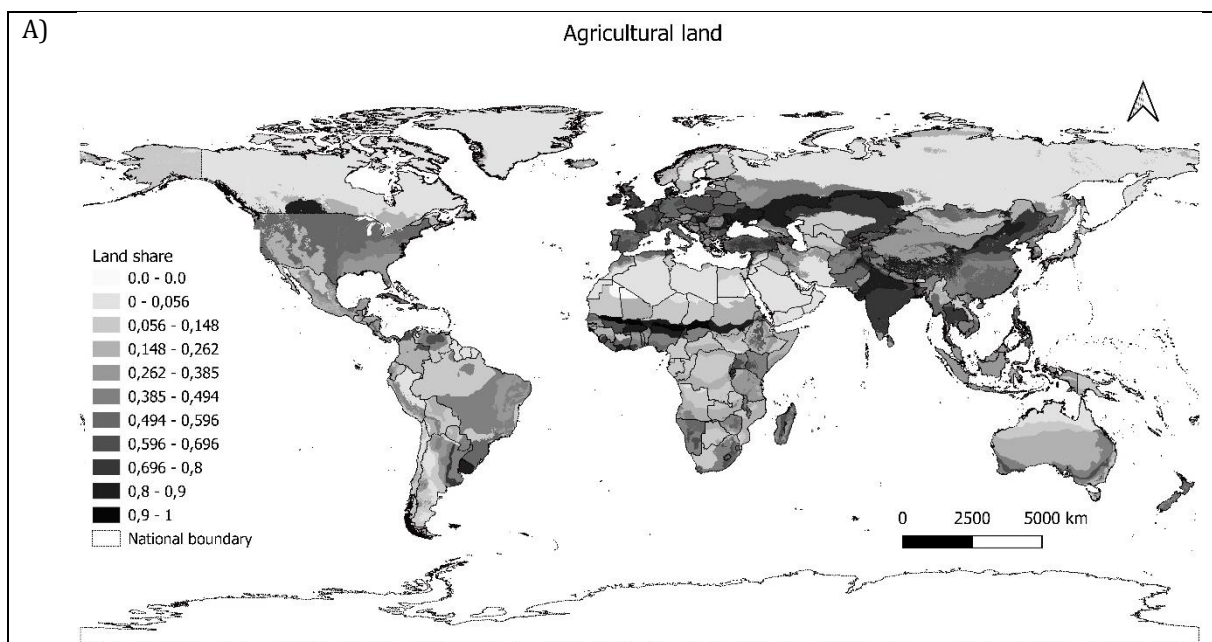 A)
Agricultural land
Land share
0.0 - 0.0
0 - 0,056
0,056 - 0,148
0,148 - 0,262
0,262 - 0,385
0,385 - 0,494
0,494 - 0,596
0,596 - 0,696
0,696 - 0,8
0,8 - 0,9
0,9 - 1
National boundary
0 2500 5000 km